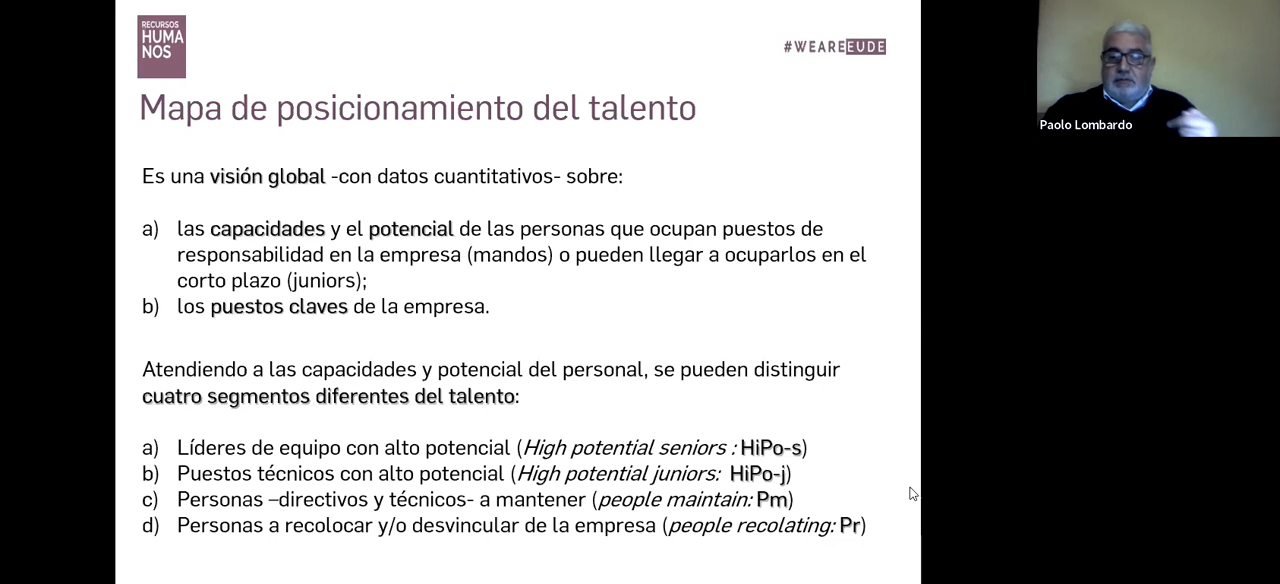 RECURSOS
HUMA
NOS
#WEAREEUDE
Mapa de posicionamiento del talento
Es una visión global -con datos cuantitativos- sobre:
a) las capacidades y el potencial de las personas que ocupan puestos de
responsabilidad en la empresa (mandos) o pueden llegar a ocuparlos en el
corto plazo (juniors);
b) los puestos claves de la empresa.
Atendiendo a las capacidades y potencial del personal, se pueden distinguir
cuatro segmentos diferentes del talento:
a) Líderes de equipo con alto potencial (High potential seniors : HiPo-s)
b) Puestos técnicos con alto potencial (High potential juniors: HiPo-j)
c) Personas –directivos y técnicos- a mantener (people maintain: Pm)
d) Personas a recolocar y/o desvincular de la empresa (people recolating: Pr)
Paolo Lombardo